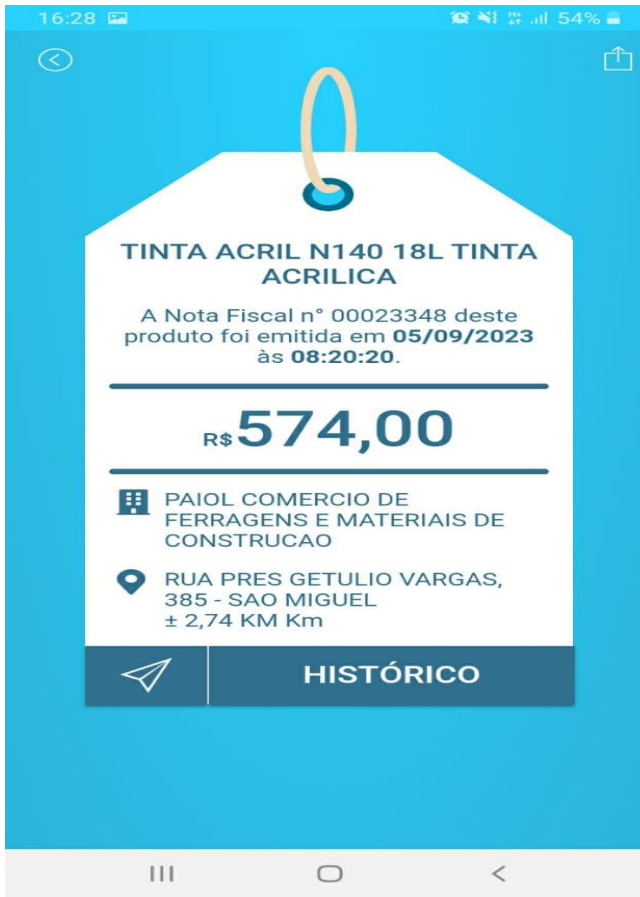 16:28 54%
TINTA ACRIL N140 18L TINTA
ACRILICA
A Nota Fiscal n° 00023348 deste
produto foi emitida em 05/09/2023
às 08:20:20.
R$574,00
PAIOL COMERCIO DE
FERRAGENS E MATERIAIS DE
CONSTRUCAO
RUA PRES GETULIO VARGAS,
385 - SAO MIGUEL
± 2,74 KM Km
HISTÓRICO